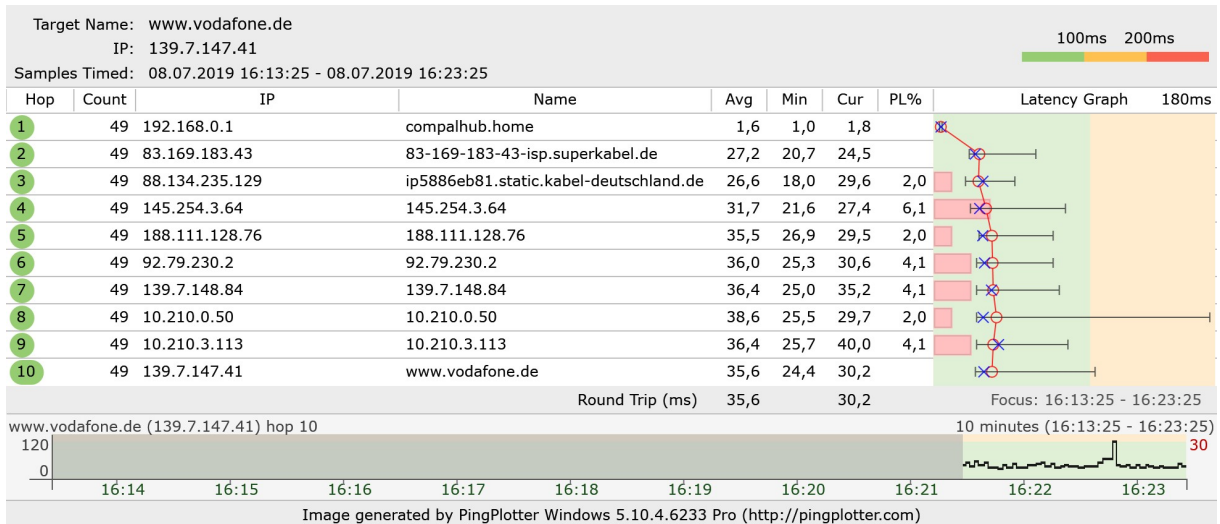 Target Name: www.vodafone.de
IP: 139.7.147.41
Samples Timed: 08.07.2019 16:13:25 - 08.07.2019 16:23:25
100ms 200ms
Hop Count IP Name Avg Min Cur PL% Latency Graph 180ms
1 49 192.168.0.1 compalhub.home 1,6 1,0 1,8
2 49 83.169.183.43 83-169-183-43-isp.superkabel.de 27,2 20,7 24,5
3 49 88.134.235.129 ip5886eb81.static.kabel-deutschland.de 26,6 18,0 29,6 2,0
4 49 145.254.3.64 145.254.3.64 31,7 21,6 27,4 6,1
5 49 188.111.128.76 188.111.128.76 35,5 26,9 29,5 2,0
6 49 92.79.230.2 92.79.230.2 36,0 25,3 30,6 4,1
7 49 139.7.148.84 139.7.148.84 36,4 25,0 35,2 4,1
8 49 10.210.0.50 10.210.0.50 38,6 25,5 29,7 2,0
9 49 10.210.3.113 10.210.3.113 36,4 25,7 40,0 4,1
10 49 139.7.147.41 www.vodafone.de 35,6 24,4 30,2
Round Trip (ms) 35,6 30,2 Focus: 16:13:25 - 16:23:25
www.vodafone.de (139.7.147.41) hop 10 10 minutes (16:13:25 - 16:23:25)
120 30
0
16:14 16:15 16:16 16:17 16:18 16:19 16:20 16:21 16:22 16:23
Image generated by PingPlotter Windows 5.10.4.6233 Pro (http://pingplotter.com)